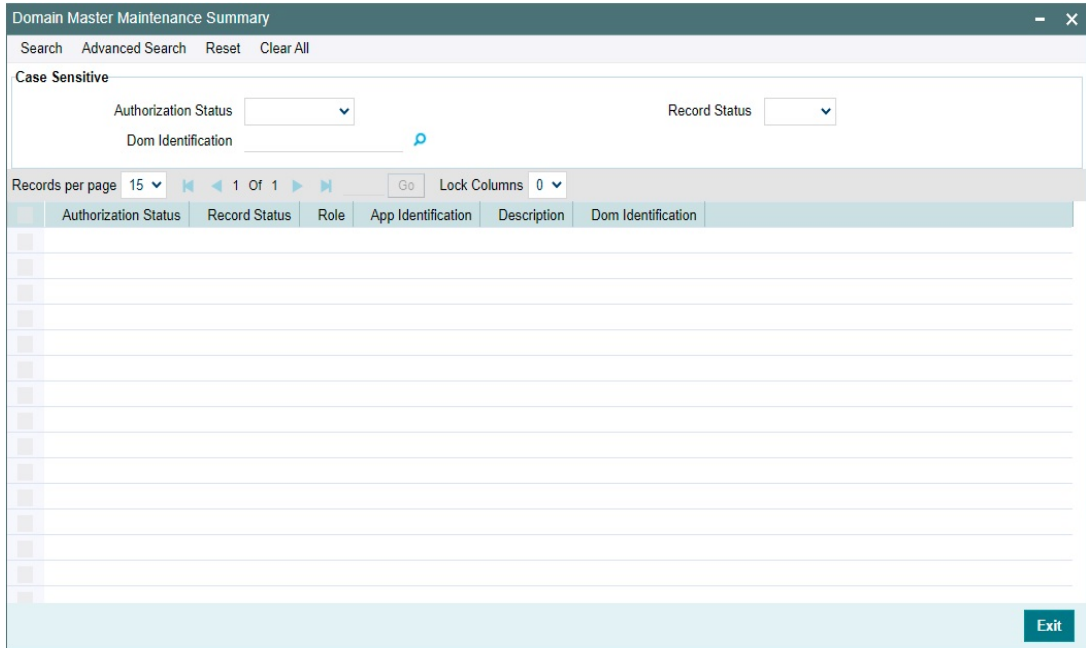 Domain Master Maintenance Summary
Search Advanced Search Reset Clear All
Case Sensitive
Authorization Status Record Status
Dom Identification
Records per page 15 1 Of 1 Go Lock Columns 0
Authorization Status Record Status Role App Identification Description Dom Identification
Exit